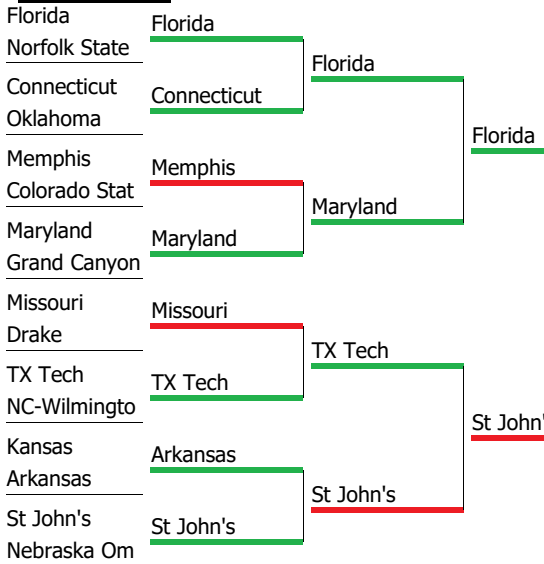 Florida
Norfolk State
Connecticut
Oklahoma
Memphis
Colorado Stat
Maryland
Grand Canyon
Missouri
Drake
TX Tech
NC-Wilmingto
Kansas
Arkansas
St John's
Nebraska Om
Florida
Connecticut
Memphis
Maryland
Missouri
TX Tech
Arkansas
St John's
Florida
Maryland
TX Tech
St John's
Florida
St John'